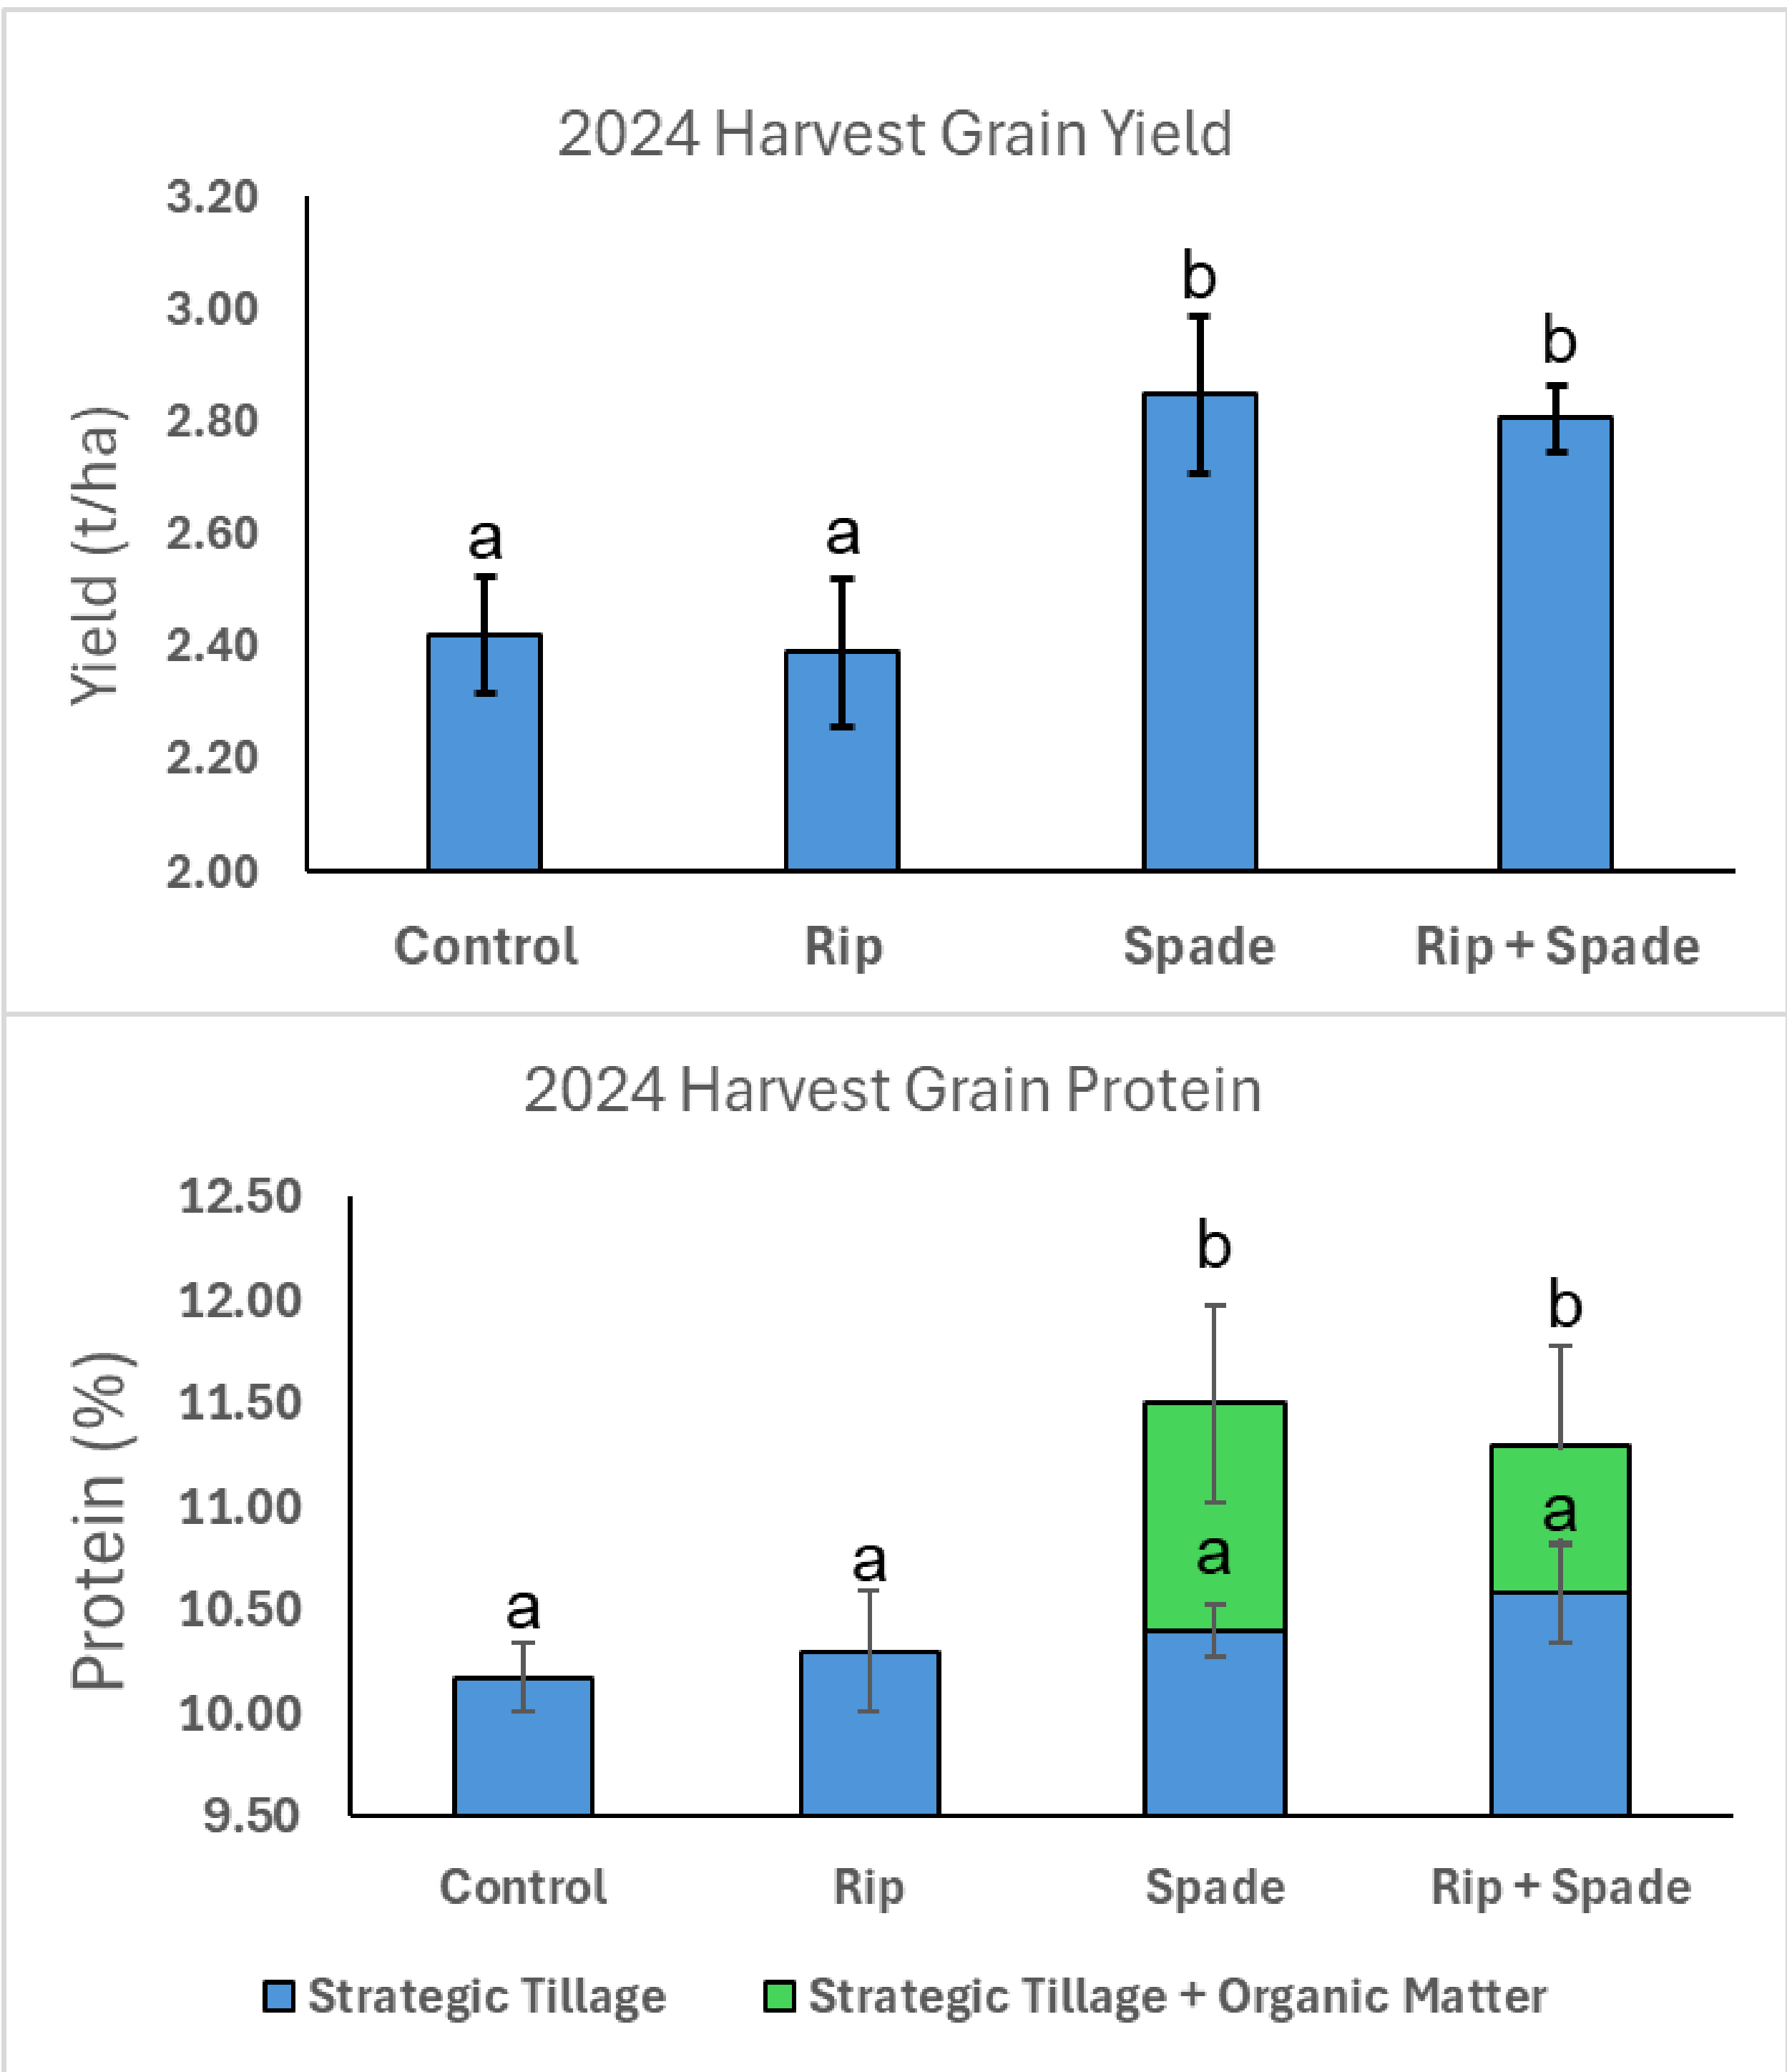 2024 Harvest Grain Yield
3.20
3.00
2.80
2.60
2.40
2.20
2.00
Yield (t/ha)
a
a
b
b
Control
Rip
Spade
Rip + Spade
2024 Harvest Grain Protein
12.50
12.00
11.50
11.00
10.50
10.00
9.50
Protein (%)
a
a
b
a
b
a
Control
Rip
Spade
Rip + Spade
Strategic Tillage
Strategic Tillage + Organic Matter